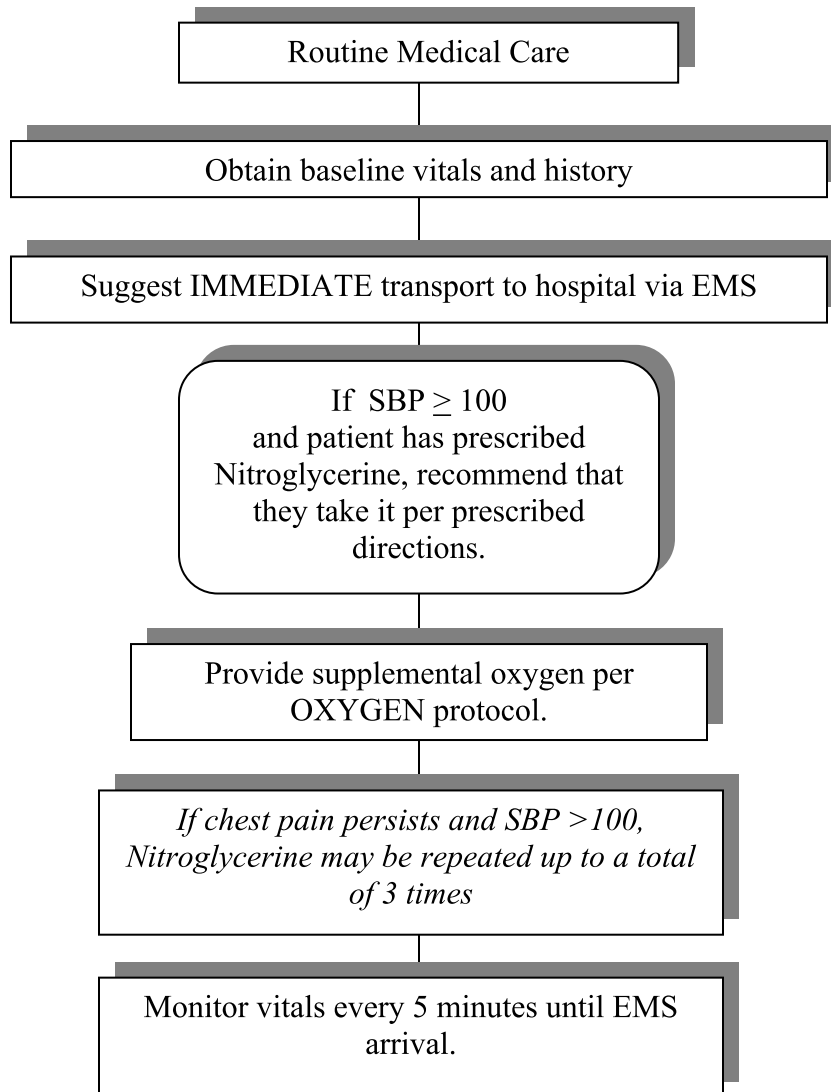 Routine Medical Care
Obtain baseline vitals and history
Suggest IMMEDIATE transport to hospital via EMS
If SBP ≥ 100
and patient has prescribed
Nitroglycerine, recommend that
they take it per prescribed
directions.
Provide supplemental oxygen per
OXYGEN protocol.
If chest pain persists and SBP >100,
Nitroglycerine may be repeated up to a total
of 3 times
Monitor vitals every 5 minutes until EMS
arrival.